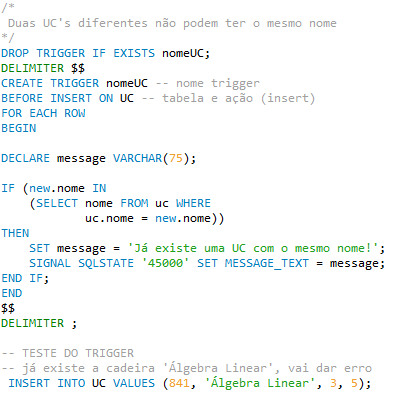 /*
 Duas UC's diferentes não podem ter o mesmo nome
*/
DROP TRIGGER IF EXISTS nomeUC;
DELIMITER $$
CREATE TRIGGER nomeUC -- nome trigger
BEFORE INSERT ON UC -- tabela e ação (insert)
FOR EACH ROW
BEGIN

DECLARE message VARCHAR(75);

IF (new.nome IN
    (SELECT nome FROM uc WHERE
            uc.nome = new.nome))
THEN
    SET message = 'Já existe uma UC com o mesmo nome!';
    SIGNAL SQLSTATE '45000' SET MESSAGE_TEXT = message;
END IF;
END
$$
DELIMITER ;

-- TESTE DO TRIGGER
-- já existe a cadeira 'Álgebra Linear', vai dar erro
 INSERT INTO UC VALUES (841, 'Álgebra Linear', 3, 5);